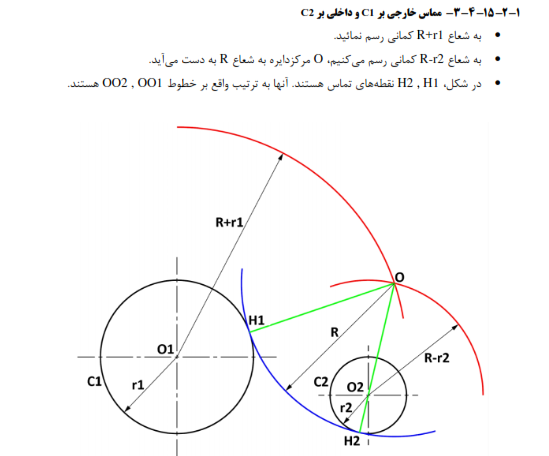 ۱-۲-۱۵-۴-۳- مماس خارجی بر C1 و داخلی بر C2
• به شعاع R+r1 کمانی رسم نمائید.
• به شعاع R-r2 کمانی رسم می‌کنیم، O مرکزدایره به شعاع R به دست می‌آید.
• در شکل، H2 , H1 نقطه‌های تماس هستند. آنها به ترتیب واقع بر خطوط OO2 , OO1 هستند.
R+r1
O
H1
R
O1
R-r2
C1
r1
C2
O2
r2
H2